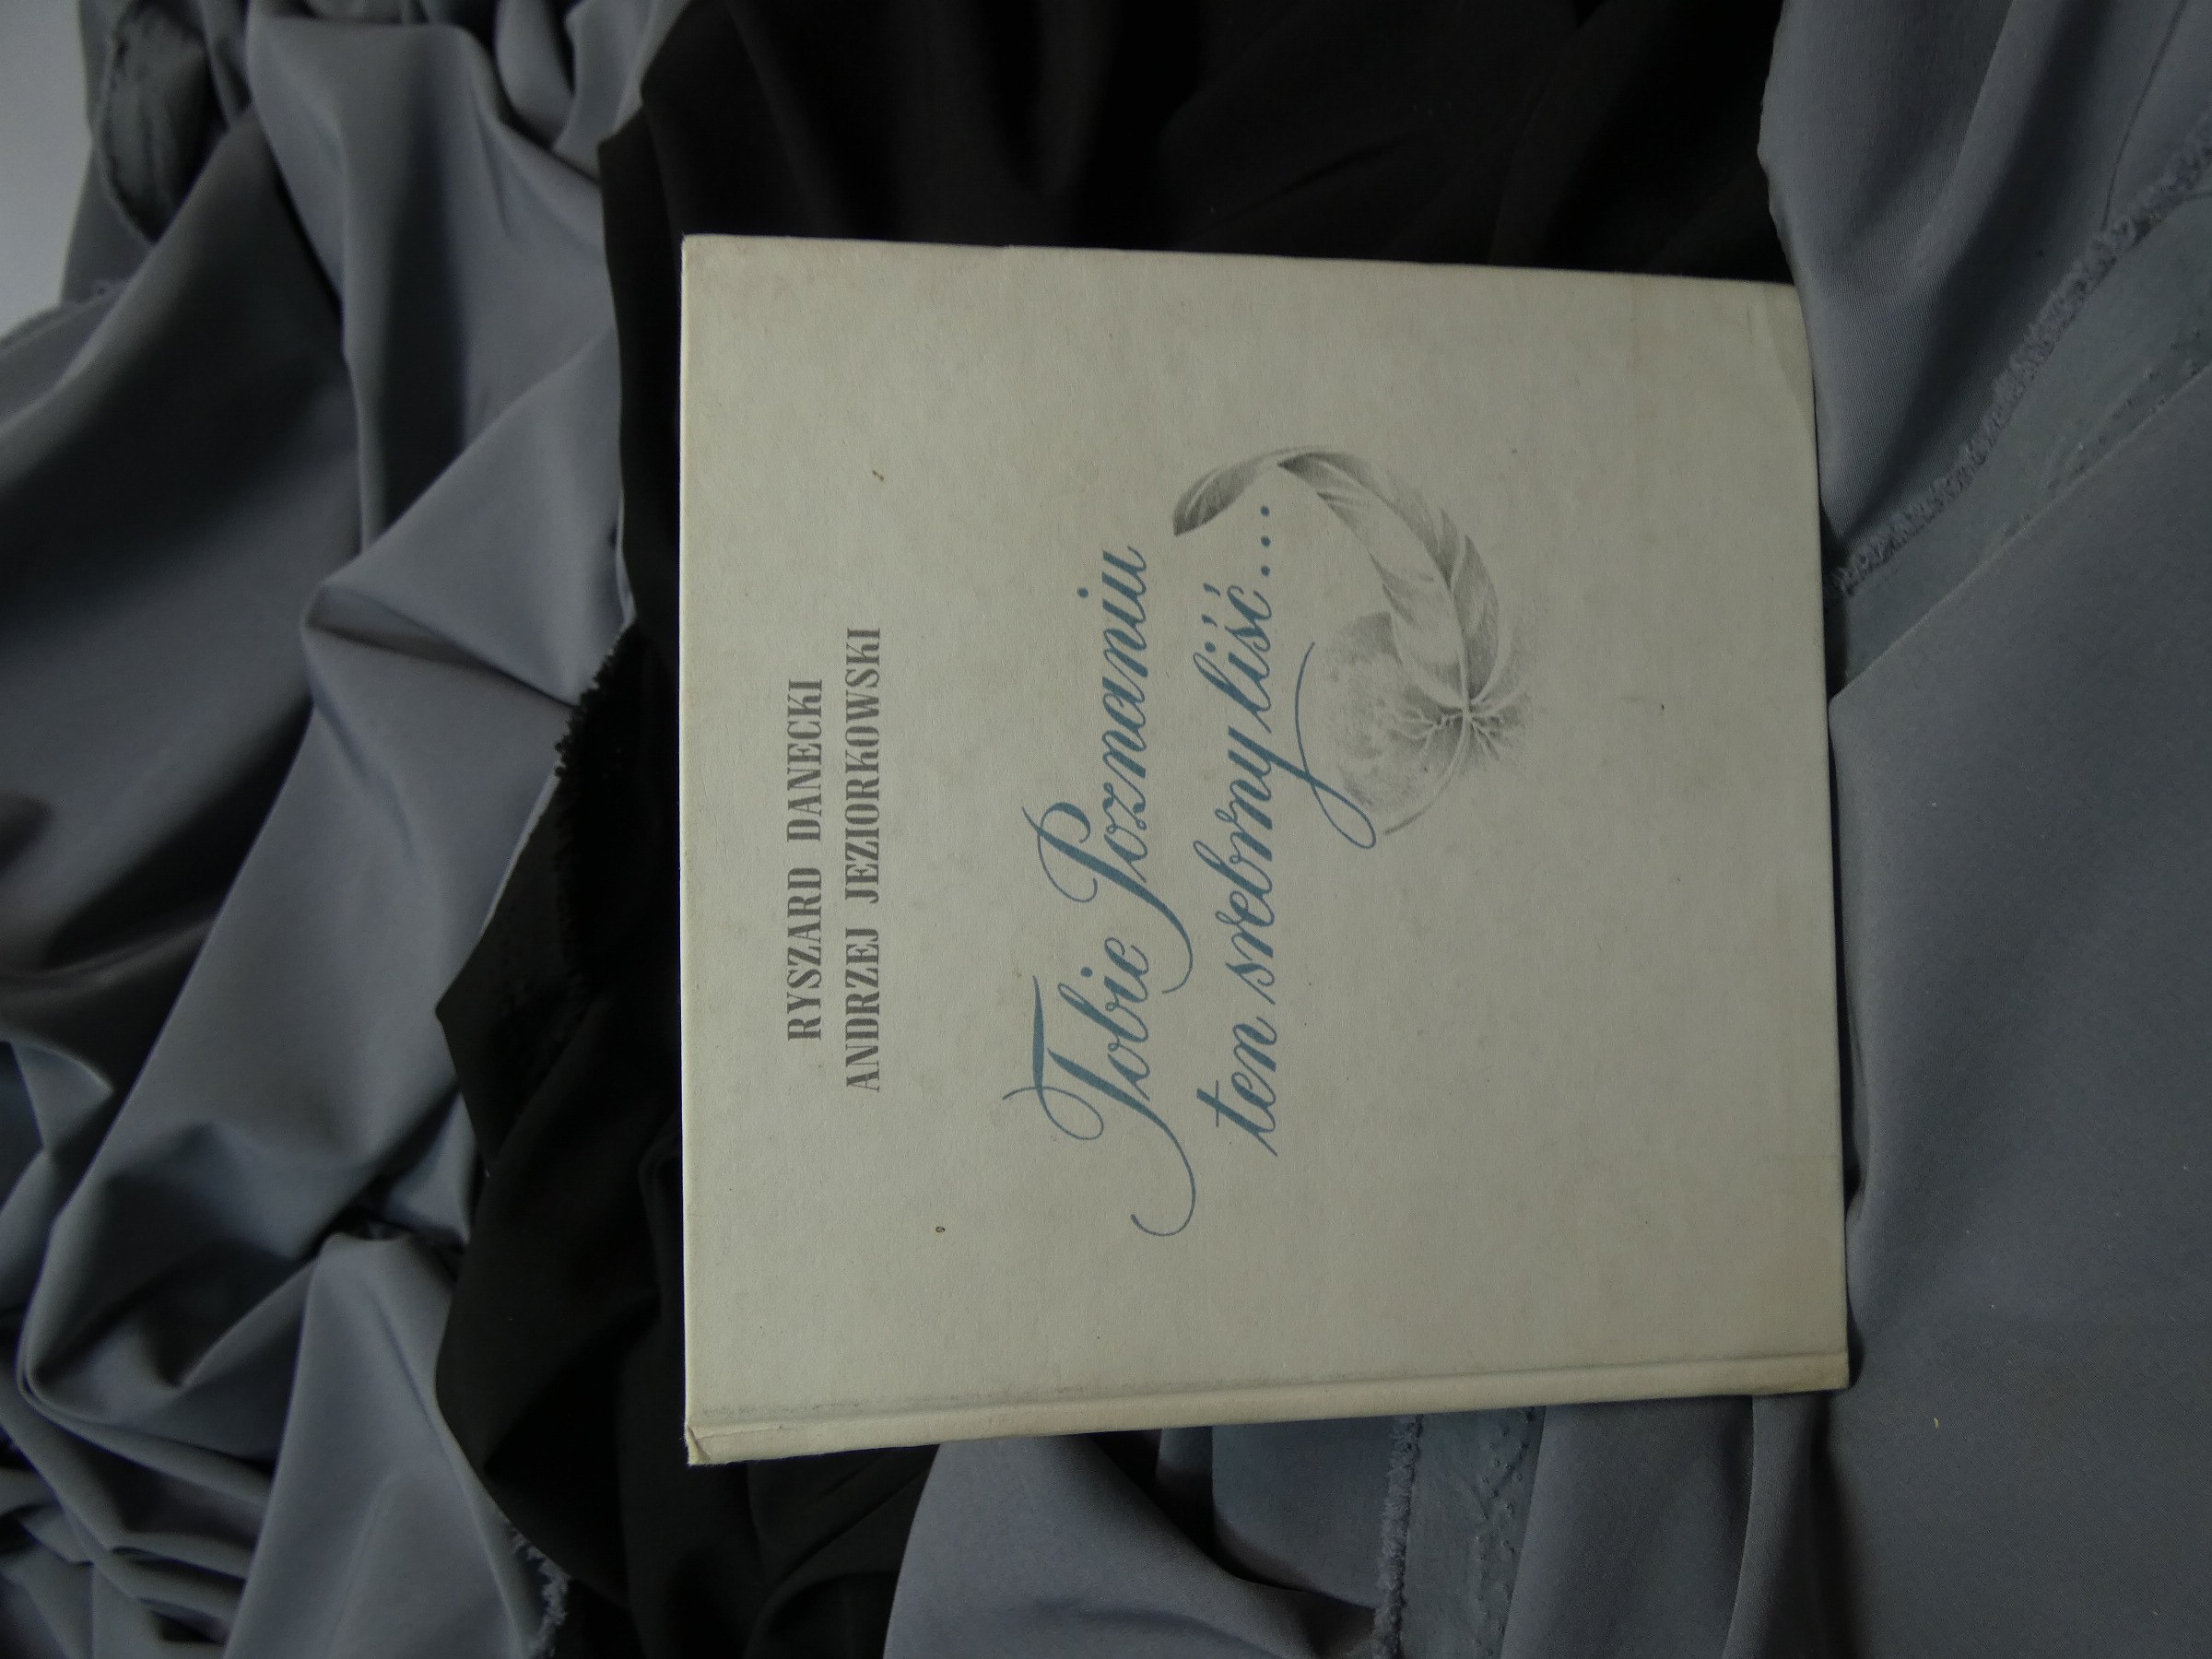 RYSZARD DANECKI
ANDRZEJ JEZIORKOWSKI
Tobie Poznaniu
ten srebrny liść...